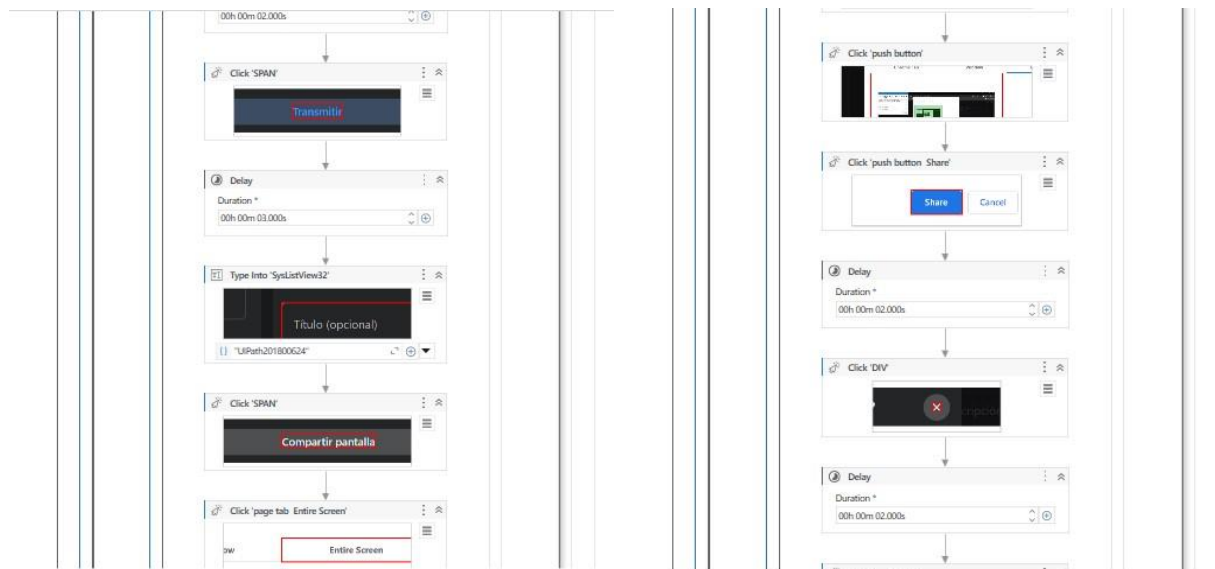 00h 00m 02.000s
Click 'SPAN'
Transmitir
Delay
Duration *
00h 00m 03.000s
Type Into 'SysListView32'
Título (opcional)
"UIPath201800624"
Click 'SPAN'
Compartir pantalla
Click 'page tab Entire Screen'
ow
Entire Screen
Click 'push button'
Click 'push button Share'
Share
Cancel
Delay
Duration *
00h 00m 02.000s
Click 'DIV'
Delay
Duration *
00h 00m 02.000s